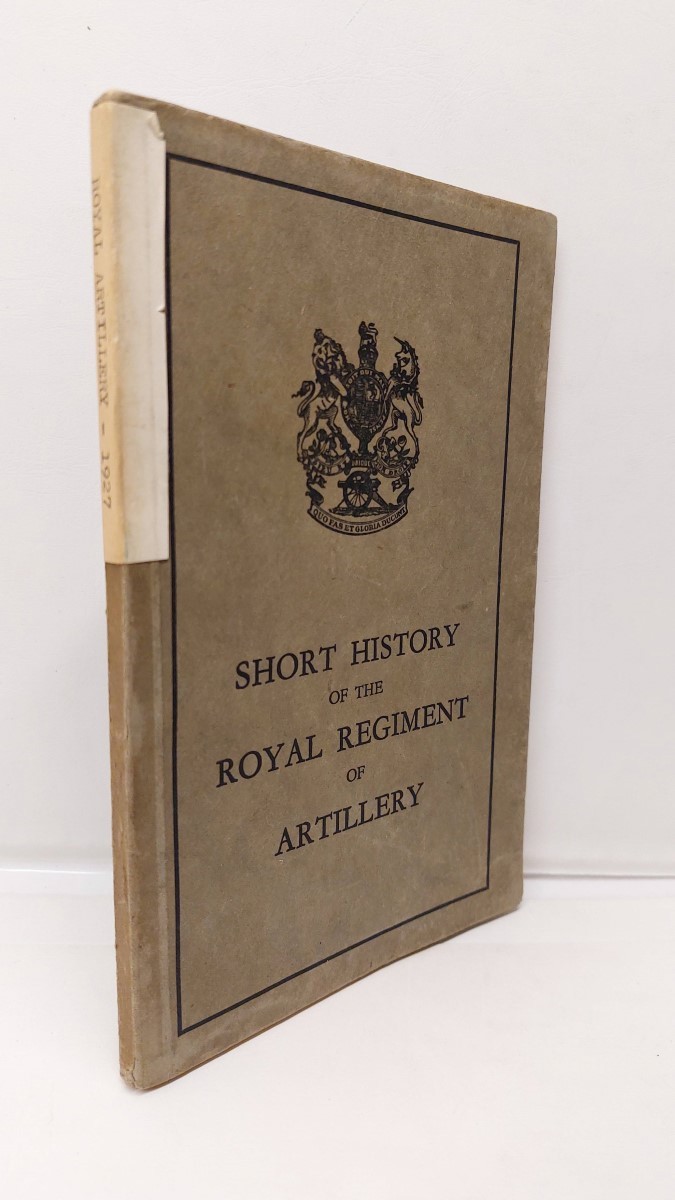 ROYAL ARTILLERY - 1927
QUO FAS ET GLORIA DUCUNT
SHORT HISTORY
OF THE
ROYAL REGIMENT
OF
ARTILLERY